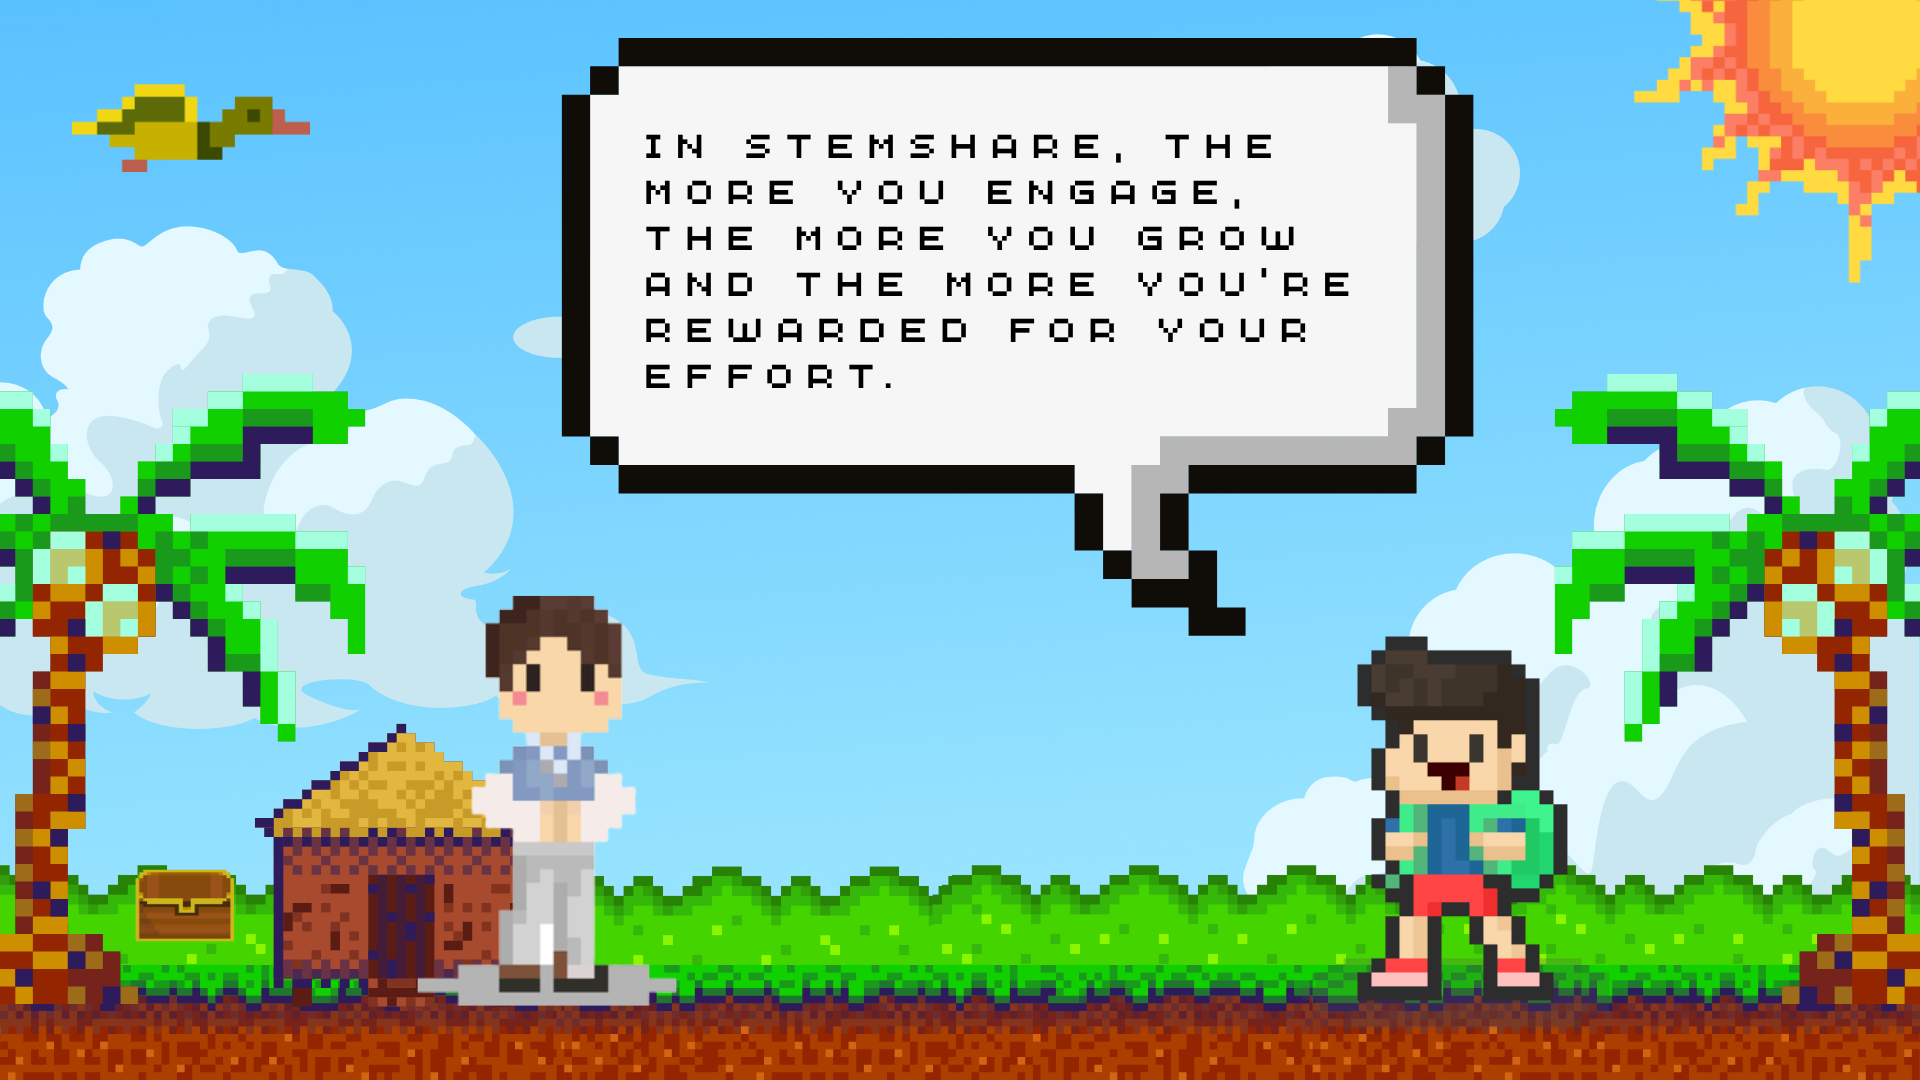 IN STEMSHARE, THE
MORE YOU ENGAGE,
THE MORE YOU GROW
AND THE MORE YOU'RE
REWARDED FOR YOUR
EFFORT.